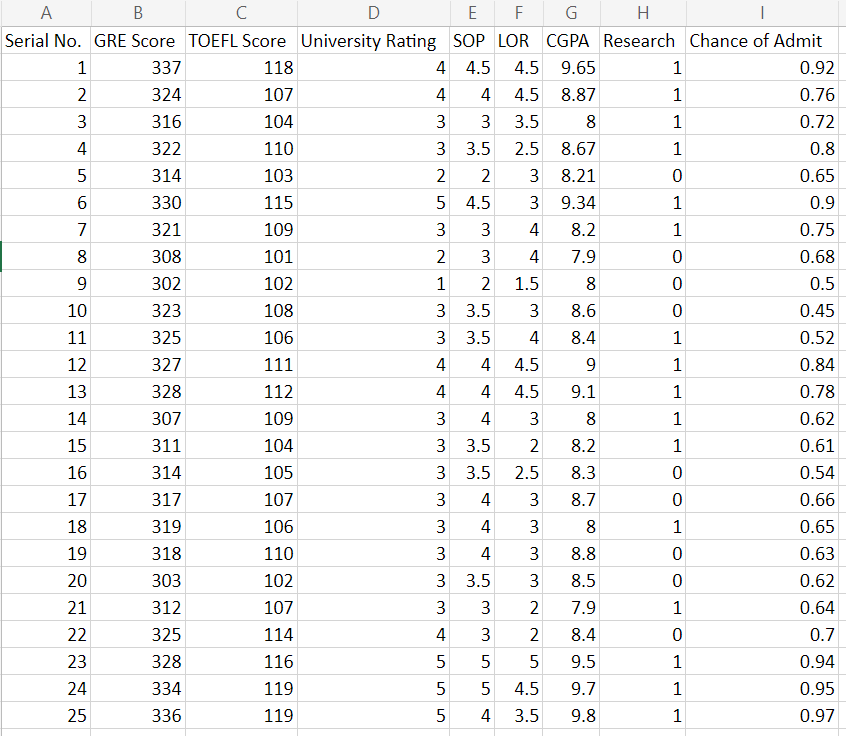 A B C D E F G H I
Serial No. GRE Score TOEFL Score University Rating SOP LOR CGPA Research Chance of Admit
1 337 118 4 4.5 4.5 9.65 1 0.92
2 324 107 4 4 4.5 8.87 1 0.76
3 316 104 3 3 3.5 8 1 0.72
4 322 110 3 3.5 2.5 8.67 1 0.8
5 314 103 2 2 3 8.21 0 0.65
6 330 115 5 4.5 3 9.34 1 0.9
7 321 109 3 3 4 8.2 1 0.75
8 308 101 2 3 4 7.9 0 0.68
9 302 102 1 2 1.5 8 0 0.5
10 323 108 3 3.5 3 8.6 0 0.45
11 325 106 3 3.5 4 8.4 1 0.52
12 327 111 4 4 4.5 9 1 0.84
13 328 112 4 4 4.5 9.1 1 0.78
14 307 109 3 4 3 8 1 0.62
15 311 104 3 3.5 2 8.2 1 0.61
16 314 105 3 3.5 2.5 8.3 0 0.54
17 317 107 3 4 3 8.7 0 0.66
18 319 106 3 4 3 8 1 0.65
19 318 110 3 4 3 8.8 0 0.63
20 303 102 3 3.5 3 8.5 0 0.62
21 312 107 3 3 2 7.9 1 0.64
22 325 114 4 3 2 8.4 0 0.7
23 328 116 5 5 5 9.5 1 0.94
24 334 119 5 5 4.5 9.7 1 0.95
25 336 119 5 4 3.5 9.8 1 0.97